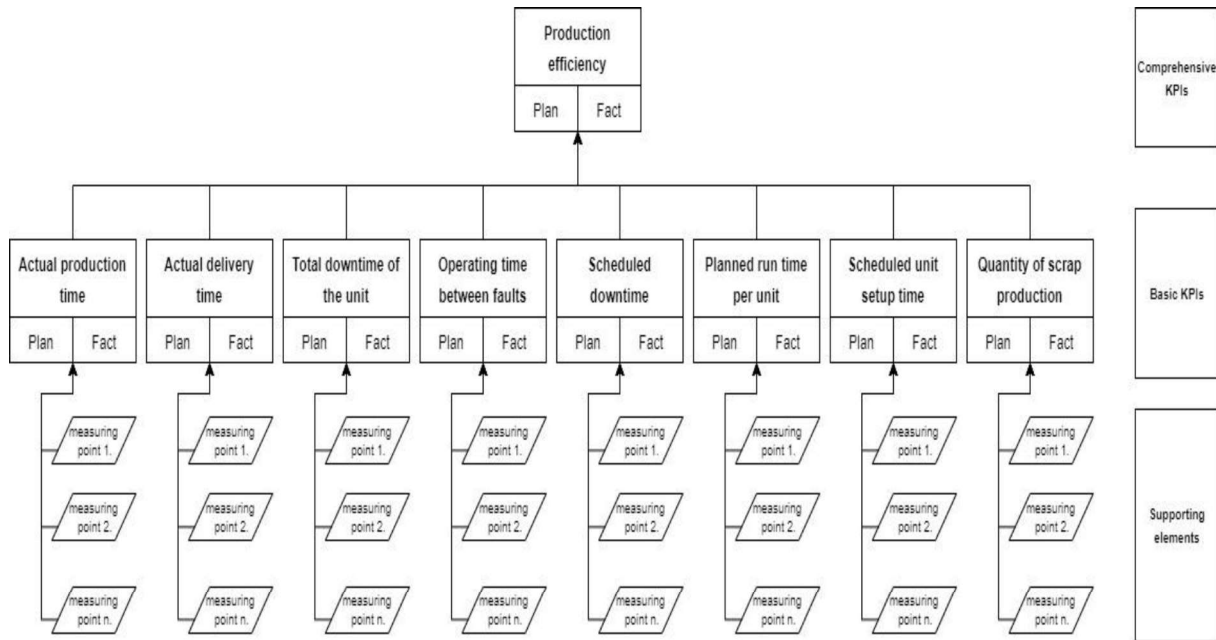 Production
efficiency
Plan
Fact
Comprehensive
KPIs
Actual production
time
Plan
Fact
Actual delivery
time
Plan
Fact
Total downtime of
the unit
Plan
Fact
Operating time
between faults
Plan
Fact
Scheduled
downtime
Plan
Fact
Planned run time
per unit
Plan
Fact
Scheduled unit
setup time
Plan
Fact
Quantity of scrap
production
Plan
Fact
Basic KPIs
measuring
point 1.
measuring
point 1.
measuring
point 1.
measuring
point 1.
measuring
point 1.
measuring
point 1.
measuring
point 1.
measuring
point 1.
measuring
point 2.
measuring
point 2.
measuring
point 2.
measuring
point 2.
measuring
point 2.
measuring
point 2.
measuring
point 2.
measuring
point 2.
measuring
point n.
measuring
point n.
measuring
point n.
measuring
point n.
measuring
point n.
measuring
point n.
measuring
point n.
measuring
point n.
Supporting
elements